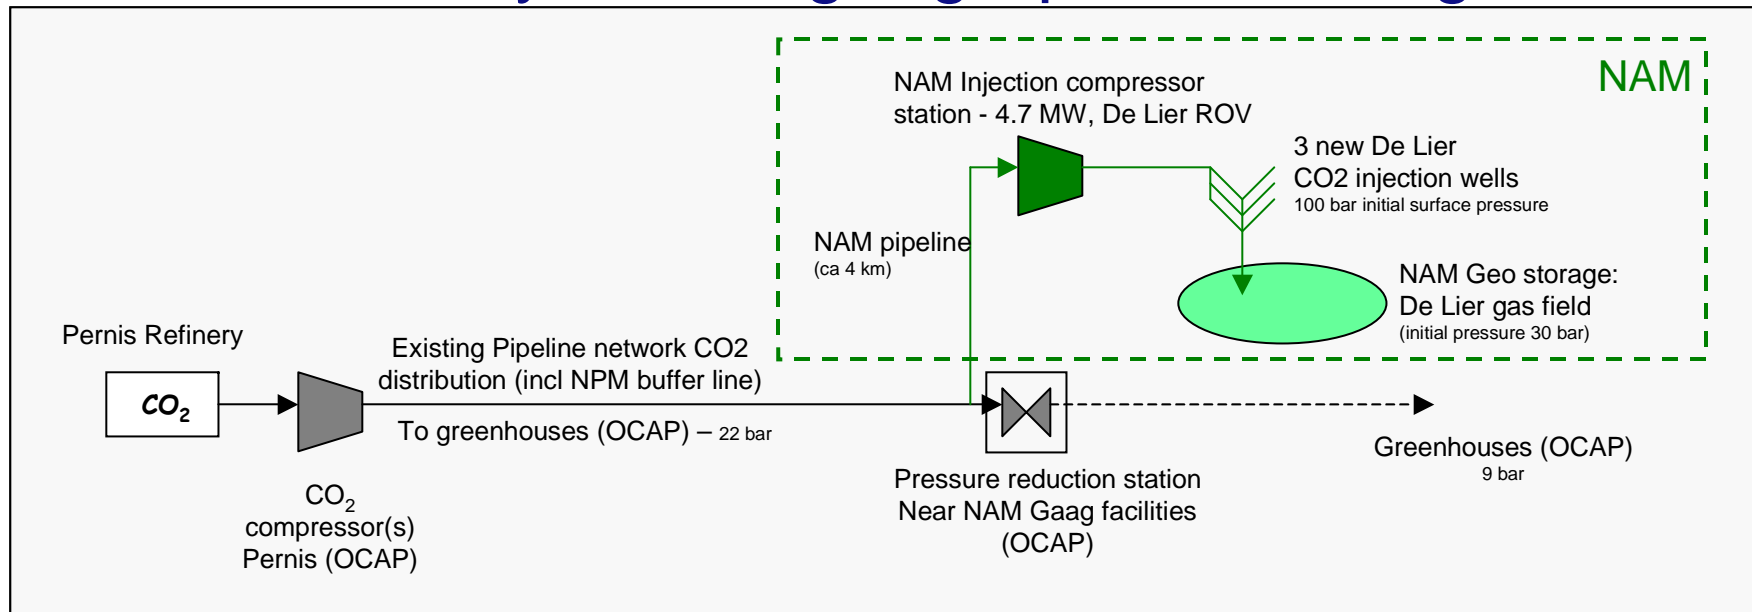 NAM
NAM Injection compressor
station - 4.7 MW, De Lier ROV
3 new De Lier
CO2 injection wells
100 bar initial surface pressure
NAM pipeline
(ca 4 km)
NAM Geo storage:
De Lier gas field
(initial pressure 30 bar)
Pernis Refinery
Existing Pipeline network CO2
distribution (incl NPM buffer line)
CO2
To greenhouses (OCAP) – 22 bar
Greenhouses (OCAP)
9 bar
Pressure reduction station
Near NAM Gaag facilities
(OCAP)
CO2
compressor(s)
Pernis (OCAP)